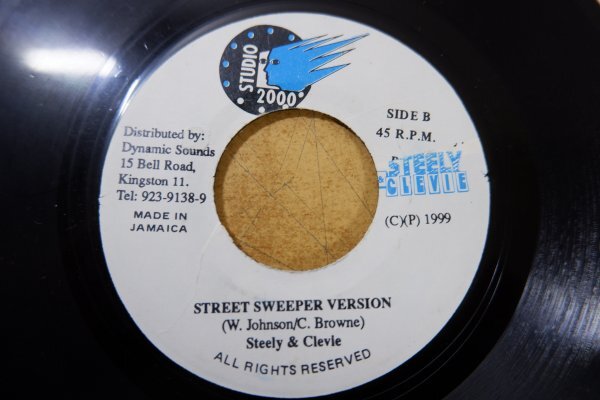 STUDIO
2000
SIDE B
45 R.P.M.
Distributed by:
Dynamic Sounds
15 Bell Road,
Kingston 11.
Tel: 923-9138-9
MADE IN
JAMAICA
STEELY
& CLEVIE
(C)(P) 1999
STREET SWEEPER VERSION
(W. Johnson/C. Browne)
Steely & Clevie
ALL RIGHTS RESERVED